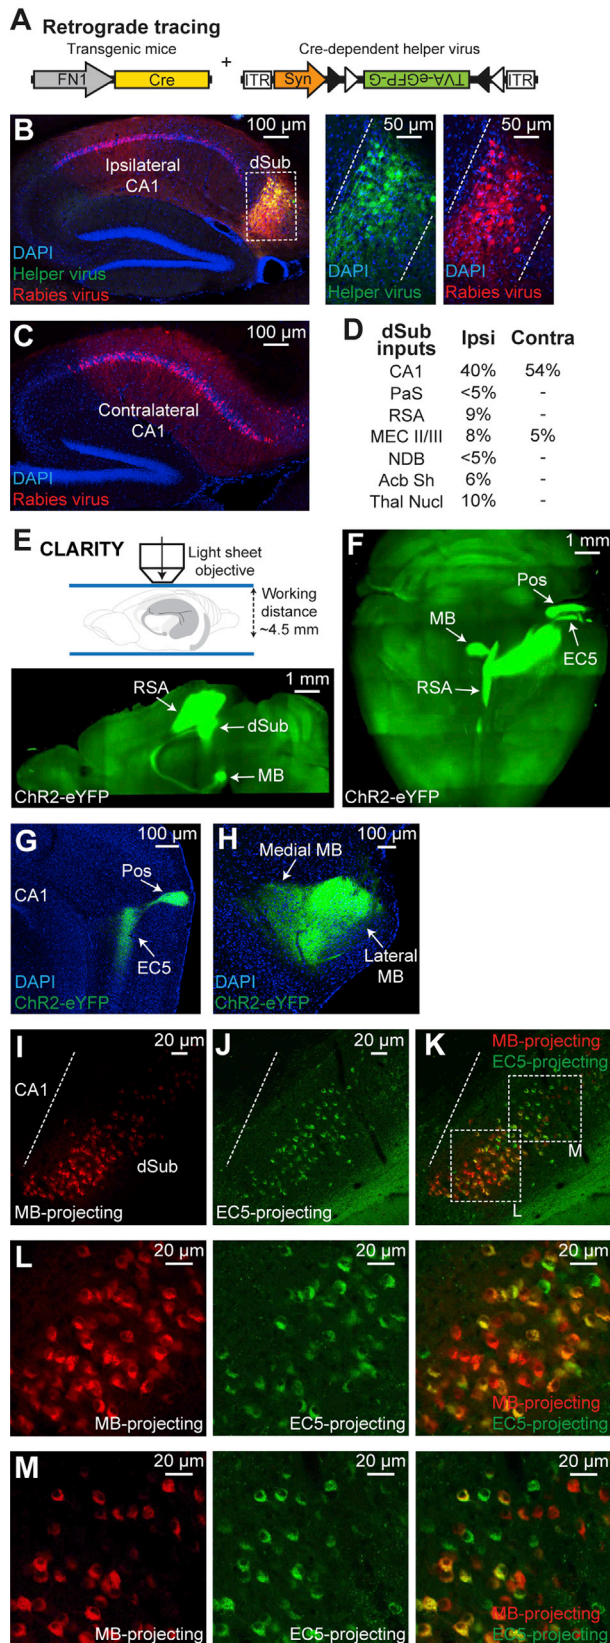 A Retrograde tracing
Transgenic mice
Cre-dependent helper virus
FN1 Cre + ITR Syn TVA-eGFP-G ITR
B 100 µm
Ipsilateral CA1
dSub
DAPI
Helper virus
Rabies virus
50 µm
DAPI
Helper virus
50 µm
DAPI
Rabies virus
C 100 µm
Contralateral CA1
DAPI
Rabies virus
D dSub inputs Ipsi Contra
CA1 40% 54%
PaS <5% -
RSA 9% -
MEC II/III 8% 5%
NDB <5% -
Acb Sh 6% -
Thal Nucl 10% -
E CLARITY
Light sheet
objective
Working
distance
~4.5 mm
1 mm
RSA
dSub
MB
ChR2-eYFP
F 1 mm
Pos
MB
EC5
RSA
ChR2-eYFP
G 100 µm
Pos
CA1
EC5
DAPI
ChR2-eYFP
H 100 µm
Medial MB
Lateral
MB
DAPI
ChR2-eYFP
I 20 µm
CA1
dSub
MB-projecting
J 20 µm
EC5-projecting
K MB-projecting
EC5-projecting
M
L
L 20 µm
MB-projecting
20 µm
EC5-projecting
20 µm
MB-projecting
EC5-projecting
M 20 µm
MB-projecting
20 µm
EC5-projecting
20 µm
MB-projecting
EC5-projecting